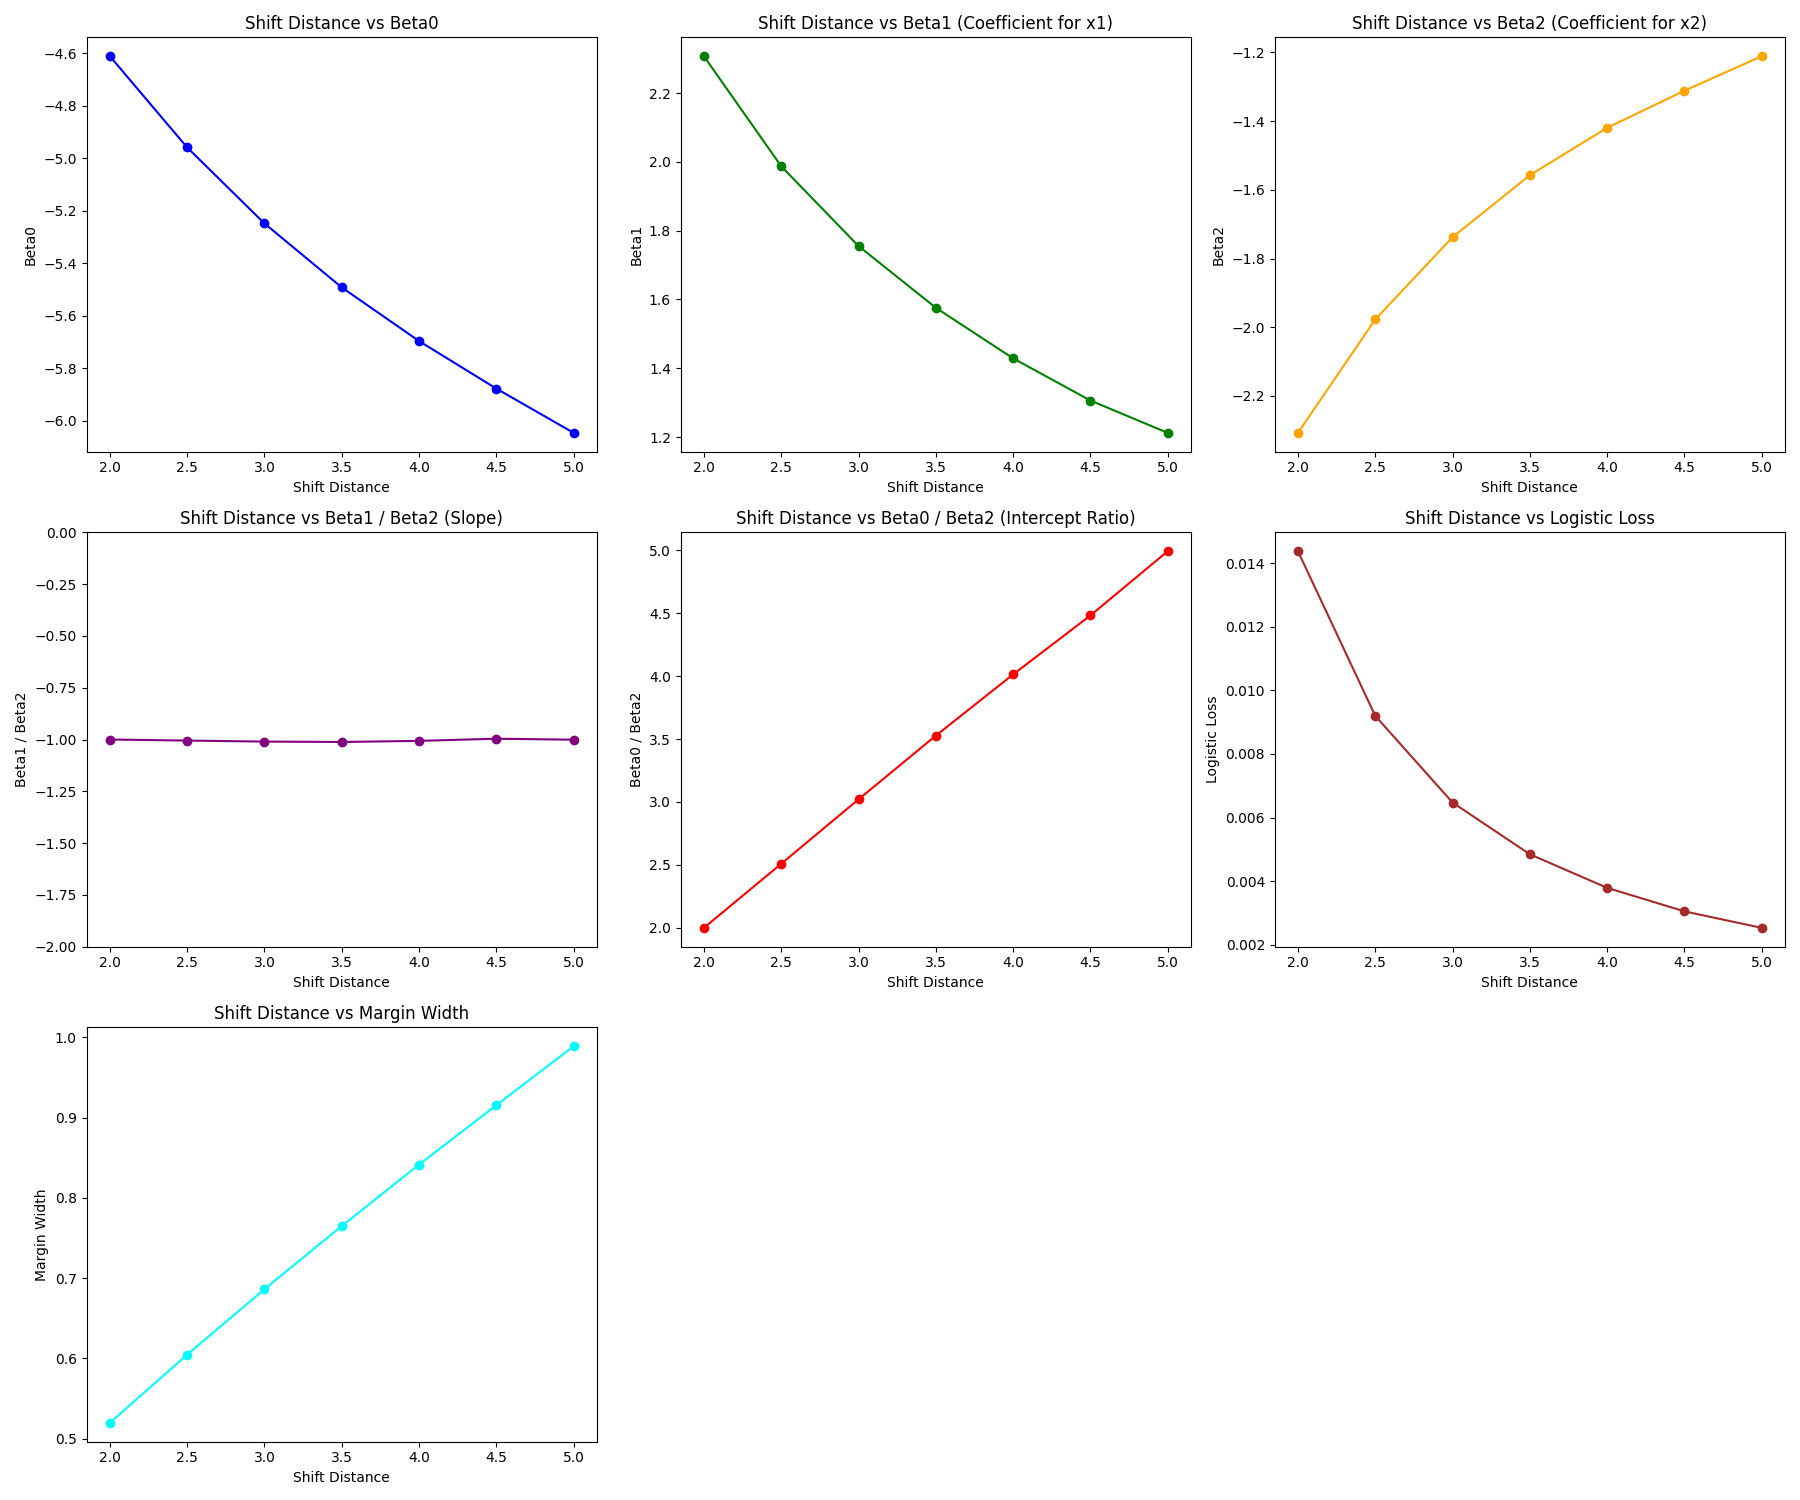 Shift Distance vs Beta0
Beta0
−4.6
−4.8
−5.0
−5.2
−5.4
−5.6
−5.8
−6.0
2.0 2.5 3.0 3.5 4.0 4.5 5.0
Shift Distance
Shift Distance vs Beta1 (Coefficient for x1)
Beta1
2.2
2.0
1.8
1.6
1.4
1.2
2.0 2.5 3.0 3.5 4.0 4.5 5.0
Shift Distance
Shift Distance vs Beta2 (Coefficient for x2)
Beta2
−1.2
−1.4
−1.6
−1.8
−2.0
−2.2
2.0 2.5 3.0 3.5 4.0 4.5 5.0
Shift Distance
Shift Distance vs Beta1 / Beta2 (Slope)
Beta1 / Beta2
0.00
−0.25
−0.50
−0.75
−1.00
−1.25
−1.50
−1.75
−2.00
2.0 2.5 3.0 3.5 4.0 4.5 5.0
Shift Distance
Shift Distance vs Beta0 / Beta2 (Intercept Ratio)
Beta0 / Beta2
5.0
4.5
4.0
3.5
3.0
2.5
2.0
2.0 2.5 3.0 3.5 4.0 4.5 5.0
Shift Distance
Shift Distance vs Logistic Loss
Logistic Loss
0.014
0.012
0.010
0.008
0.006
0.004
0.002
2.0 2.5 3.0 3.5 4.0 4.5 5.0
Shift Distance
Shift Distance vs Margin Width
Margin Width
1.0
0.9
0.8
0.7
0.6
0.5
2.0 2.5 3.0 3.5 4.0 4.5 5.0
Shift Distance